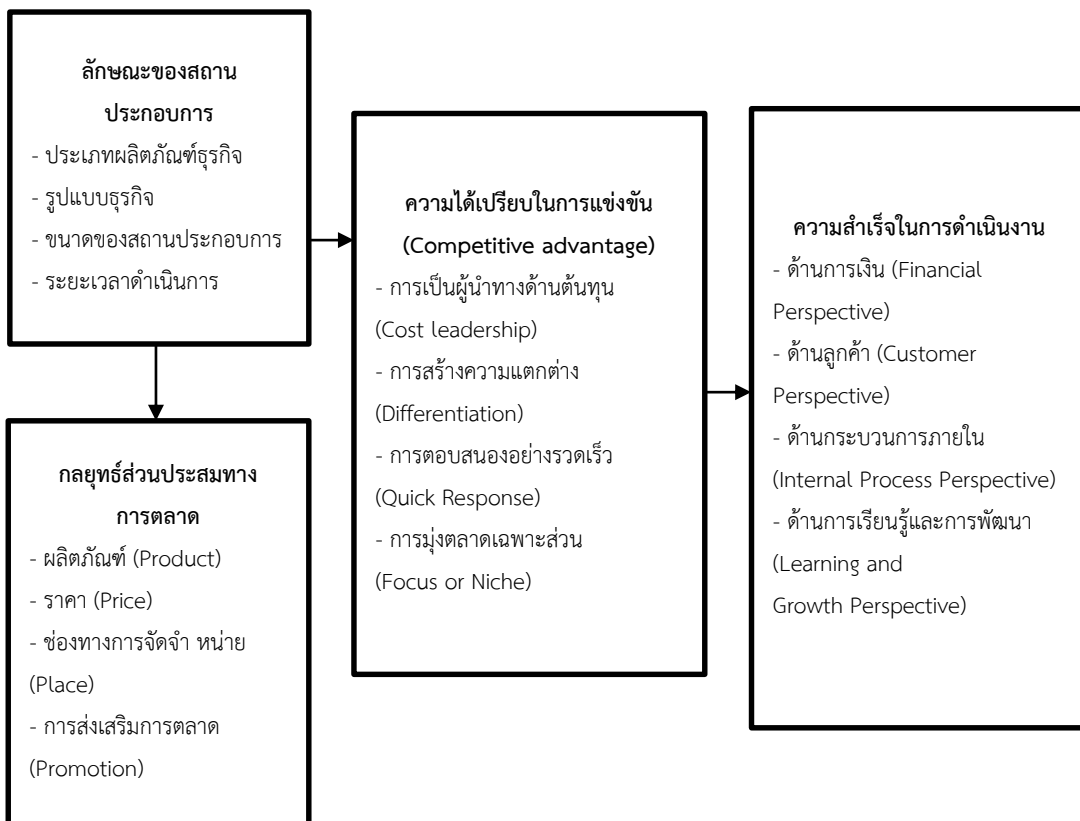 ลักษณะของสถาน
ประกอบการ
- ประเภทผลิตภัณฑ์ธุรกิจ
- รูปแบบธุรกิจ
- ขนาดของสถานประกอบการ
- ระยะเวลาดำเนินการ
กลยุทธ์ส่วนประสมทาง
การตลาด
- ผลิตภัณฑ์ (Product)
- ราคา (Price)
- ช่องทางการจัดจำ หน่าย
(Place)
- การส่งเสริมการตลาด
(Promotion)
ความได้เปรียบในการแข่งขัน
(Competitive advantage)
- การเป็นผู้นำทางด้านต้นทุน
(Cost leadership)
- การสร้างความแตกต่าง
(Differentiation)
- การตอบสนองอย่างรวดเร็ว
(Quick Response)
- การมุ่งตลาดเฉพาะส่วน
(Focus or Niche)
ความสำเร็จในการดำเนินงาน
- ด้านการเงิน (Financial
Perspective)
- ด้านลูกค้า (Customer
Perspective)
- ด้านกระบวนการภายใน
(Internal Process Perspective)
- ด้านการเรียนรู้และการพัฒนา
(Learning and
Growth Perspective)